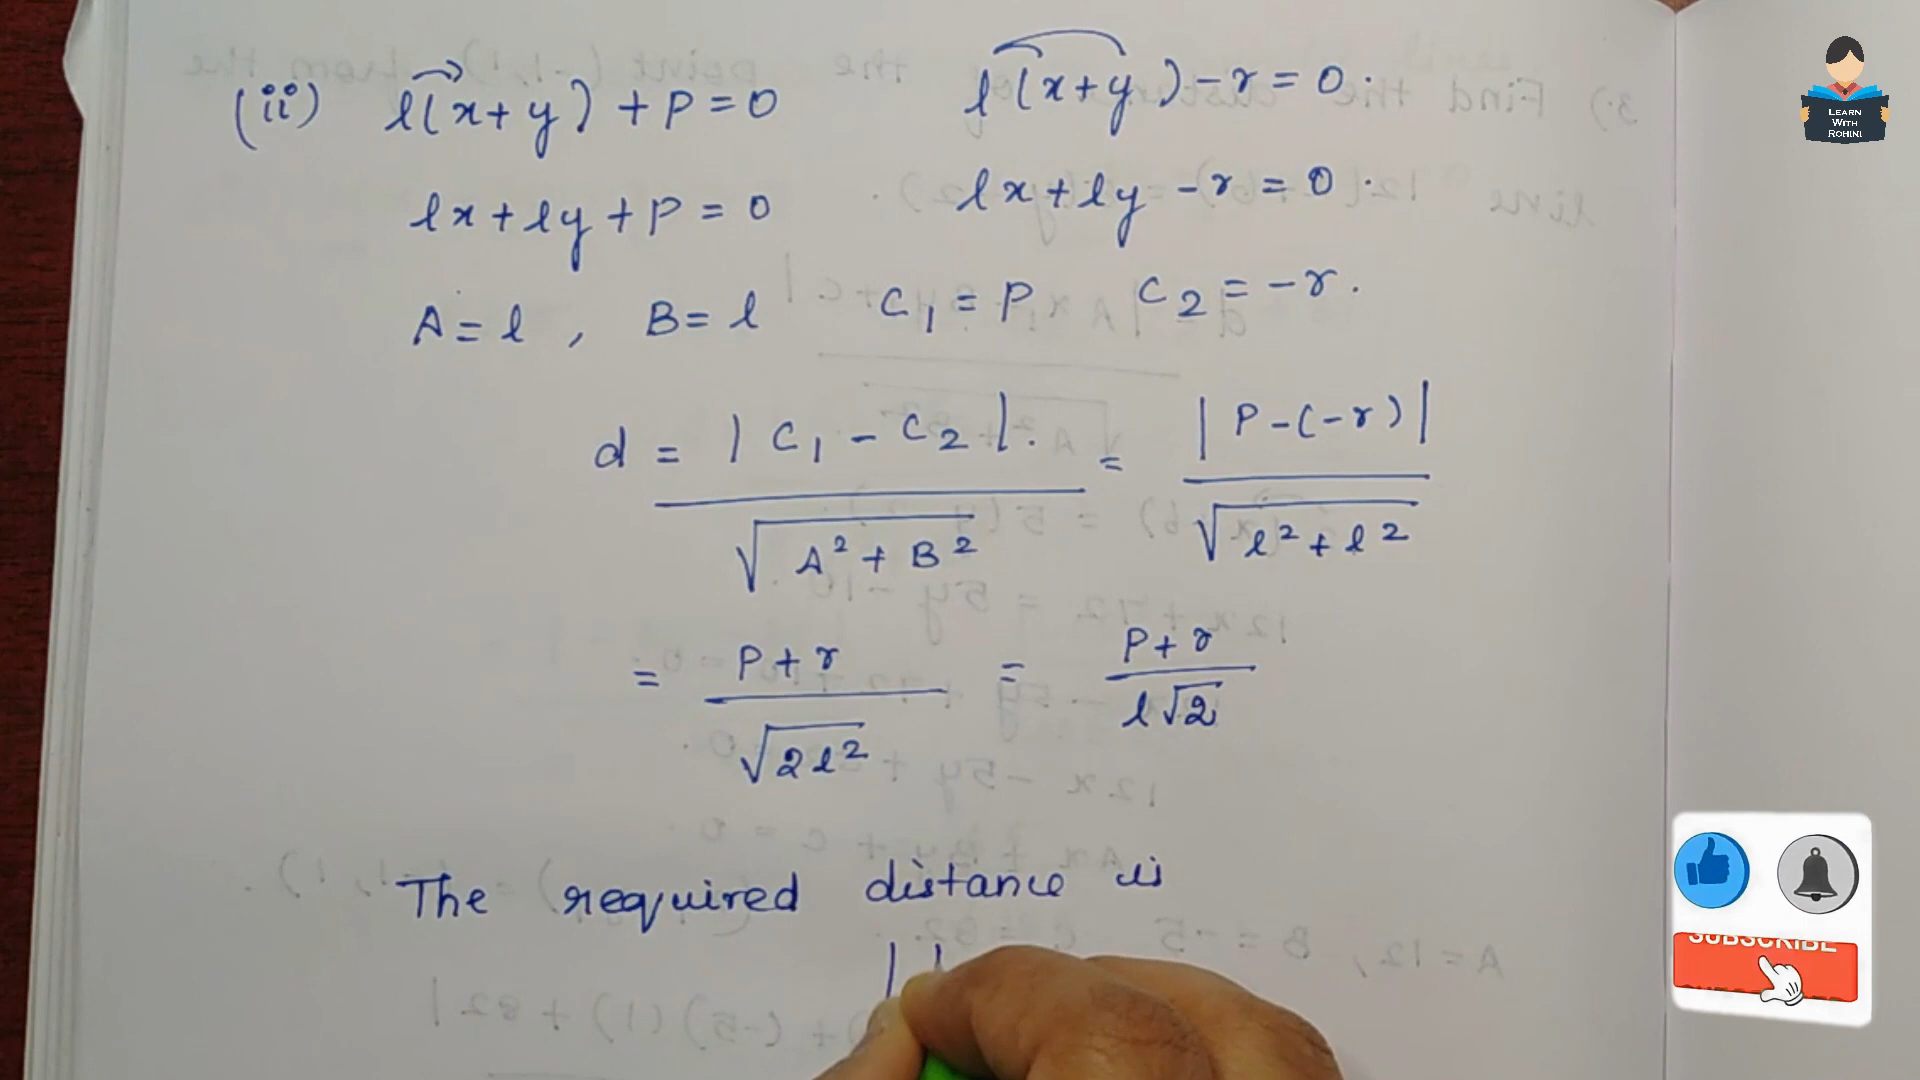 (ii) l(x+y) + p = 0    l(x+y) - r = 0.
lx + ly + p = 0    lx + ly - r = 0.
A = l , B = l    C₁ = p    C₂ = -r.
d = |C₁ - C₂|. / √(A² + B²) = |p-(-r)| / √(l² + l²)
= p + r / √(2l²) = p + r / l√2
The required distance is
LEARN
WITH
ROHINI
SUBSCRIBE